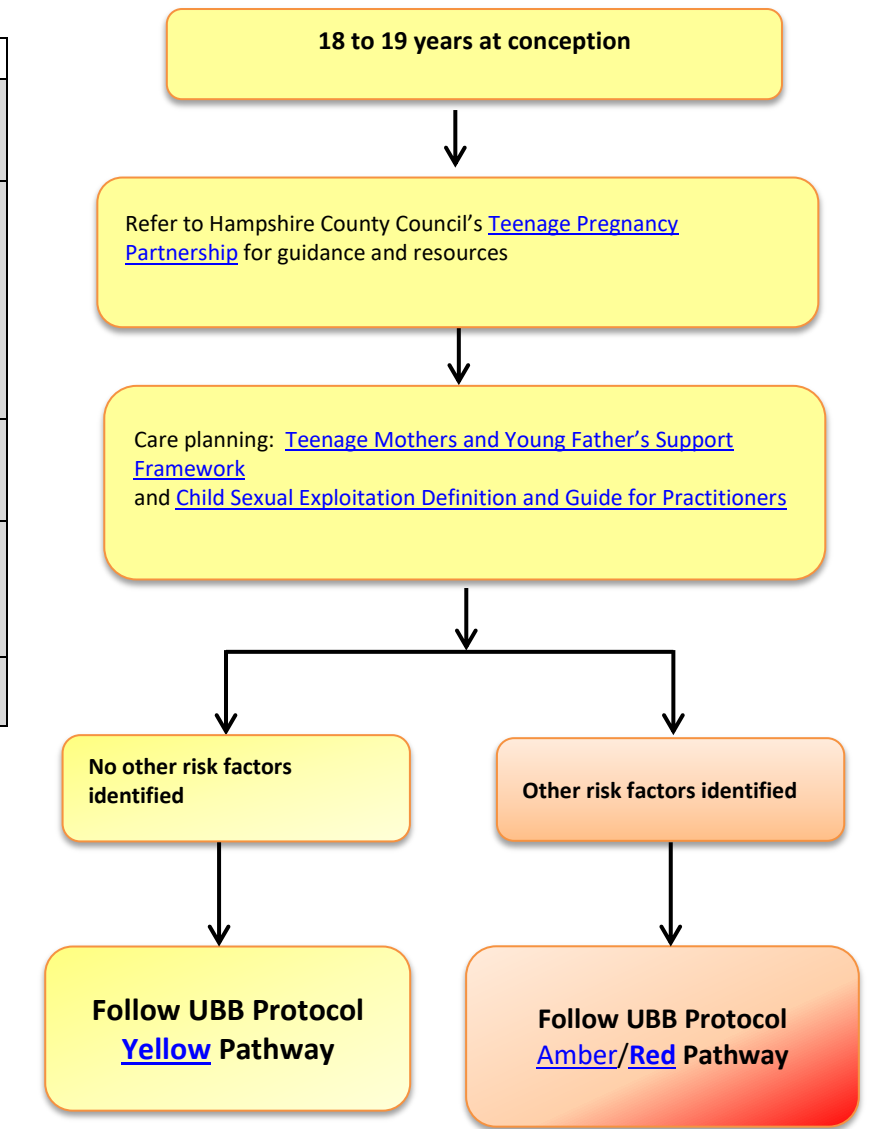 18 to 19 years at conception
Refer to Hampshire County Council’s Teenage Pregnancy
Partnership for guidance and resources
Care planning:  Teenage Mothers and Young Father’s Support
Framework
and Child Sexual Exploitation Definition and Guide for Practitioners
No other risk factors
identified
Other risk factors identified
Follow UBB Protocol
Yellow Pathway
Follow UBB Protocol
Amber/Red Pathway